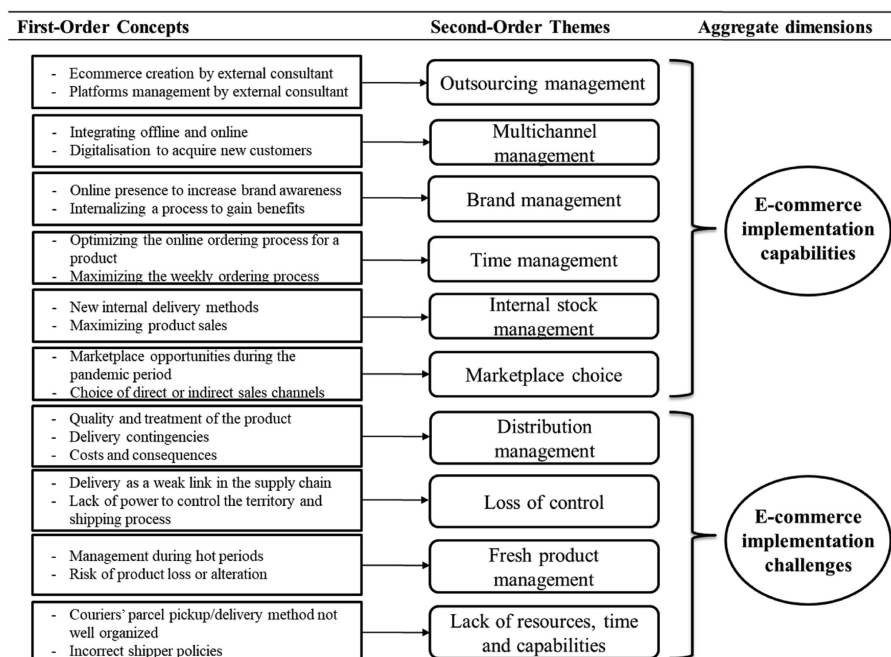 First-Order Concepts
Second-Order Themes
Aggregate dimensions
- Ecommerce creation by external consultant
- Platforms management by external consultant
Outsourcing management
- Integrating offline and online
- Digitalisation to acquire new customers
Multichannel
management
- Online presence to increase brand awareness
- Internalizing a process to gain benefits
Brand management
- Optimizing the online ordering process for a
product
- Maximizing the weekly ordering process
Time management
- New internal delivery methods
- Maximizing product sales
Internal stock
management
- Marketplace opportunities during the
pandemic period
- Choice of direct or indirect sales channels
Marketplace choice
E-commerce
implementation
capabilities
- Quality and treatment of the product
- Delivery contingencies
- Costs and consequences
Distribution
management
- Delivery as a weak link in the supply chain
- Lack of power to control the territory and
shipping process
Loss of control
- Management during hot periods
- Risk of product loss or alteration
Fresh product
management
- Couriers' parcel pickup/delivery method not
well organized
- Incorrect shipper policies
Lack of resources, time
and capabilities
E-commerce
implementation
challenges